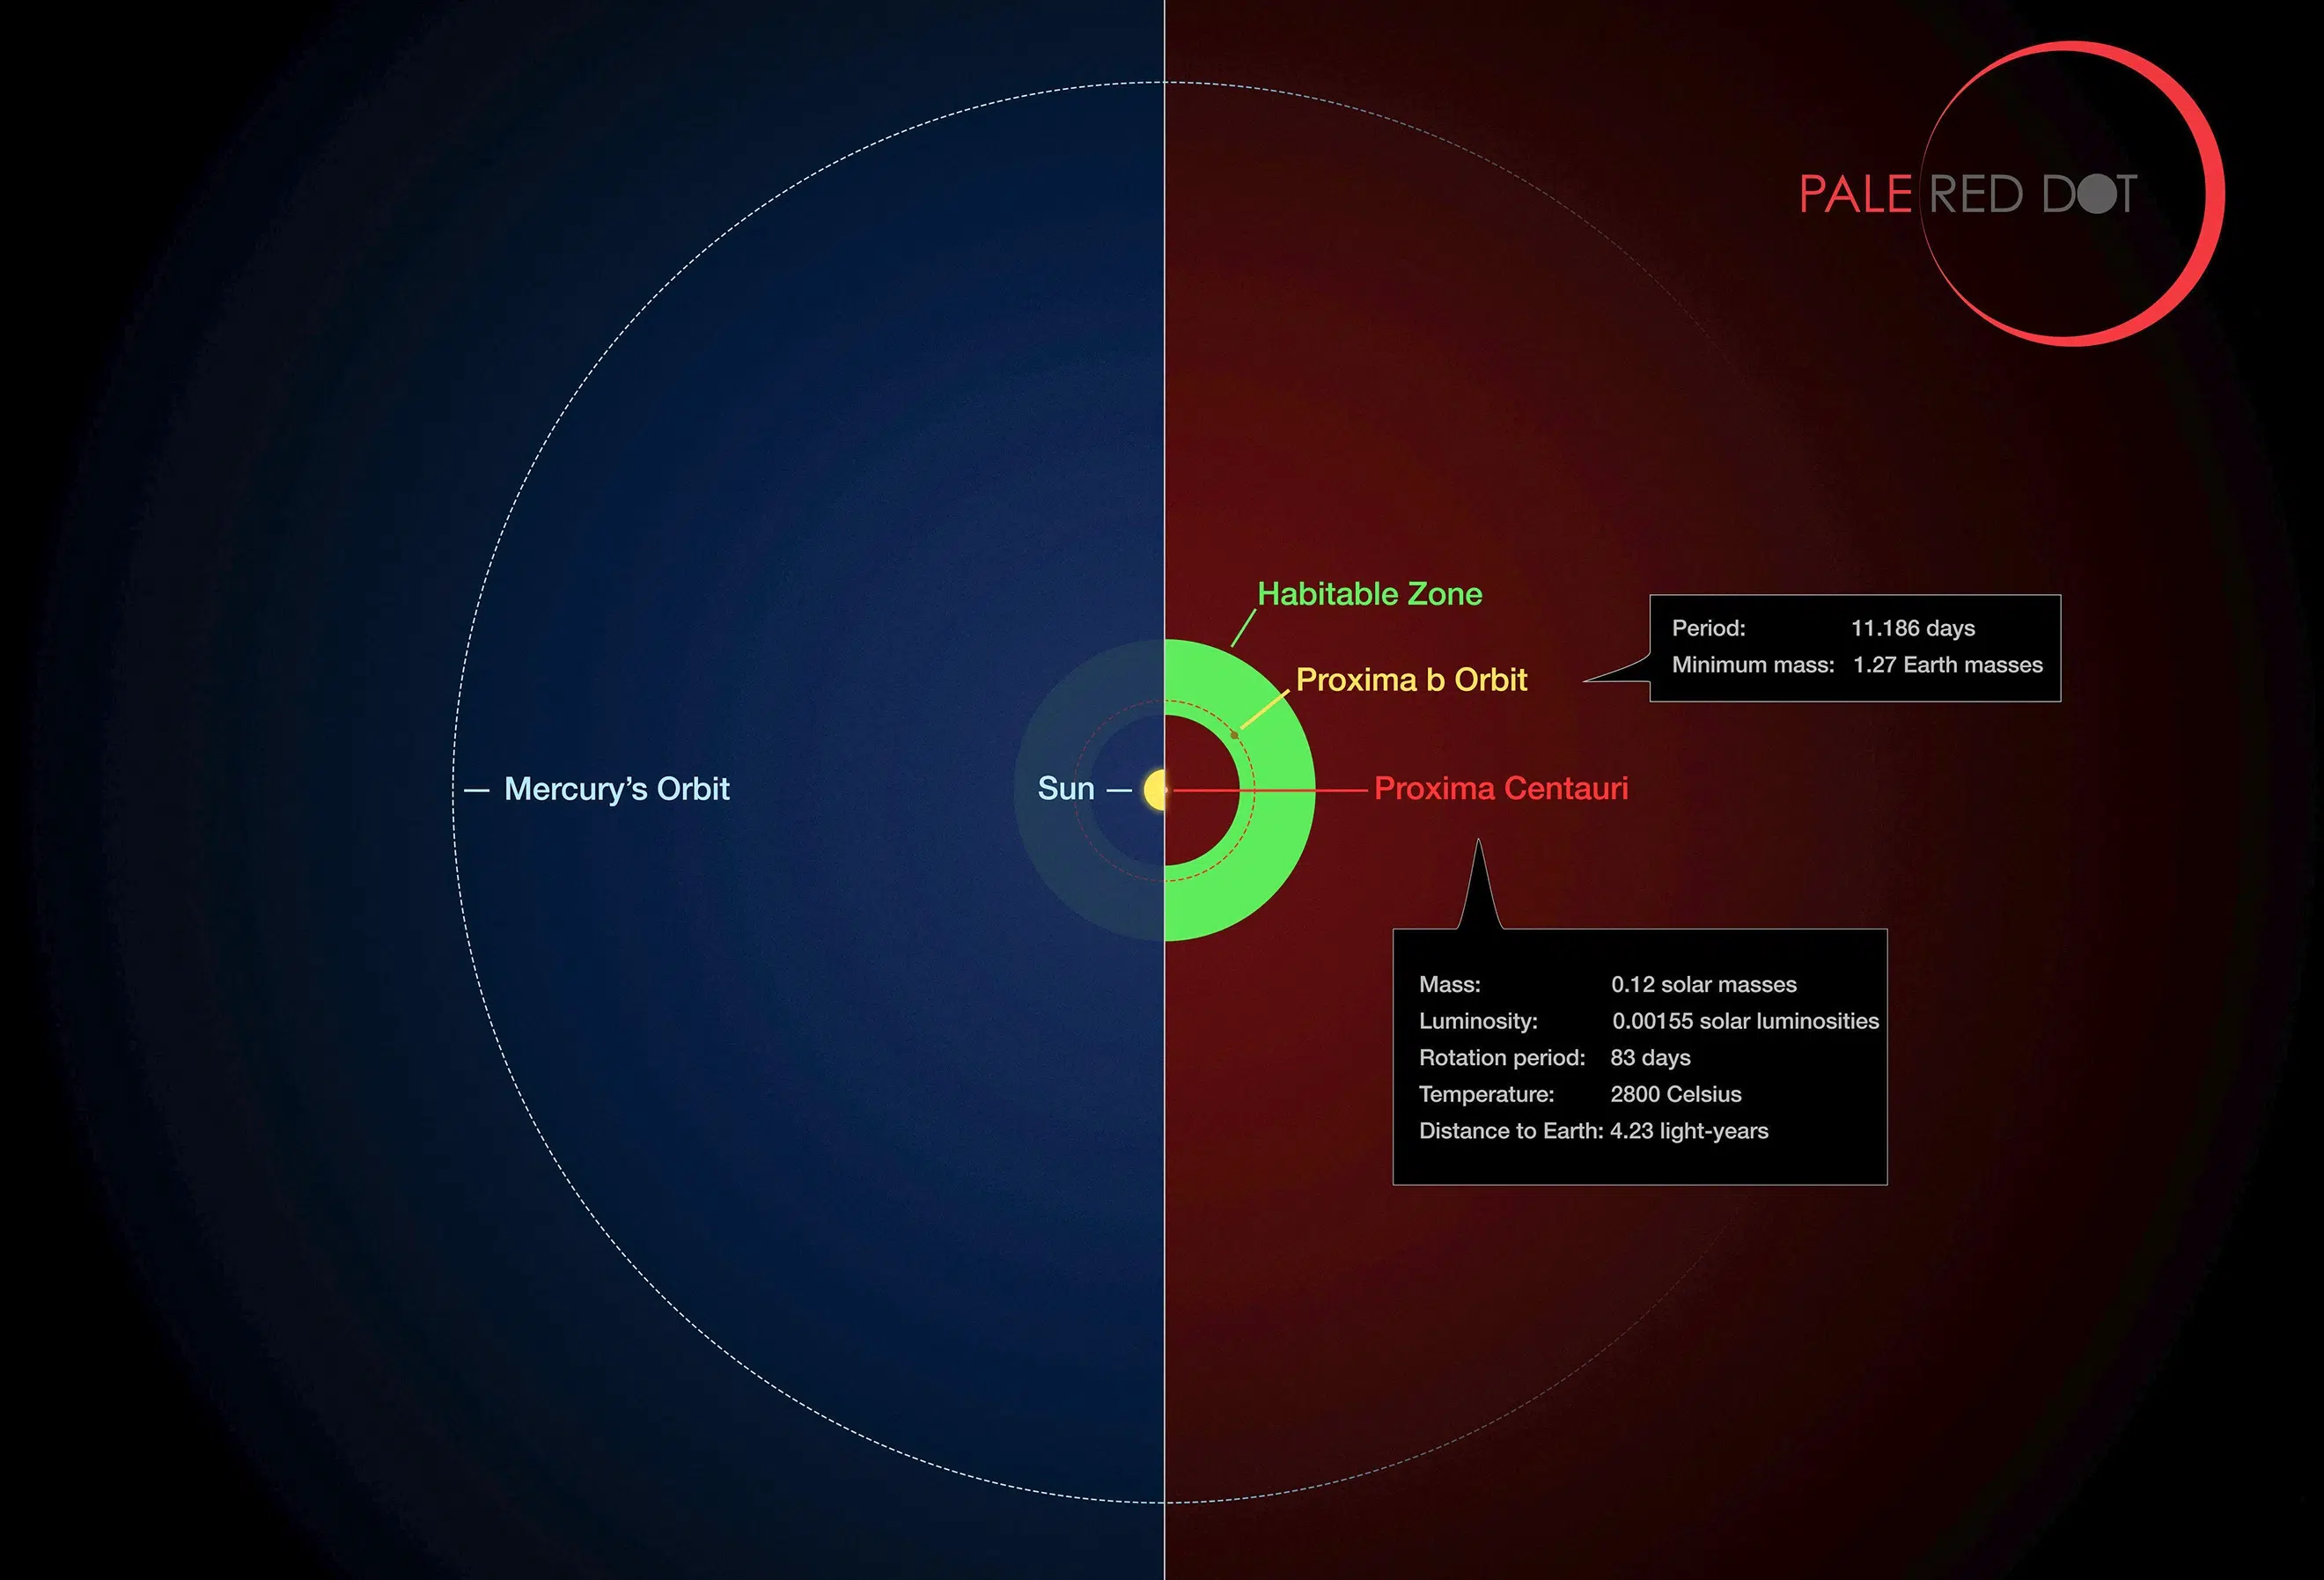 PALE RED DOT
Habitable Zone
Period: 11.186 days
Minimum mass: 1.27 Earth masses
Proxima b Orbit
Mercury’s Orbit
Sun
Proxima Centauri
Mass: 0.12 solar masses
Luminosity: 0.00155 solar luminosities
Rotation period: 83 days
Temperature: 2800 Celsius
Distance to Earth: 4.23 light-years